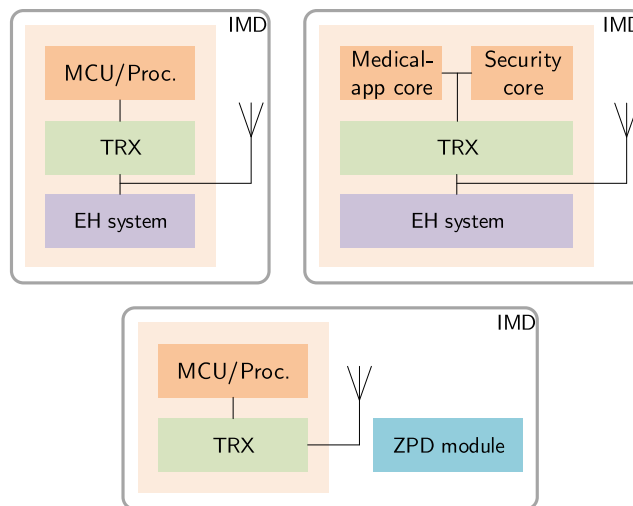 IMD
MCU/Proc.
TRX
EH system
IMD
Medical-
app core
Security
core
TRX
EH system
IMD
MCU/Proc.
TRX
ZPD module